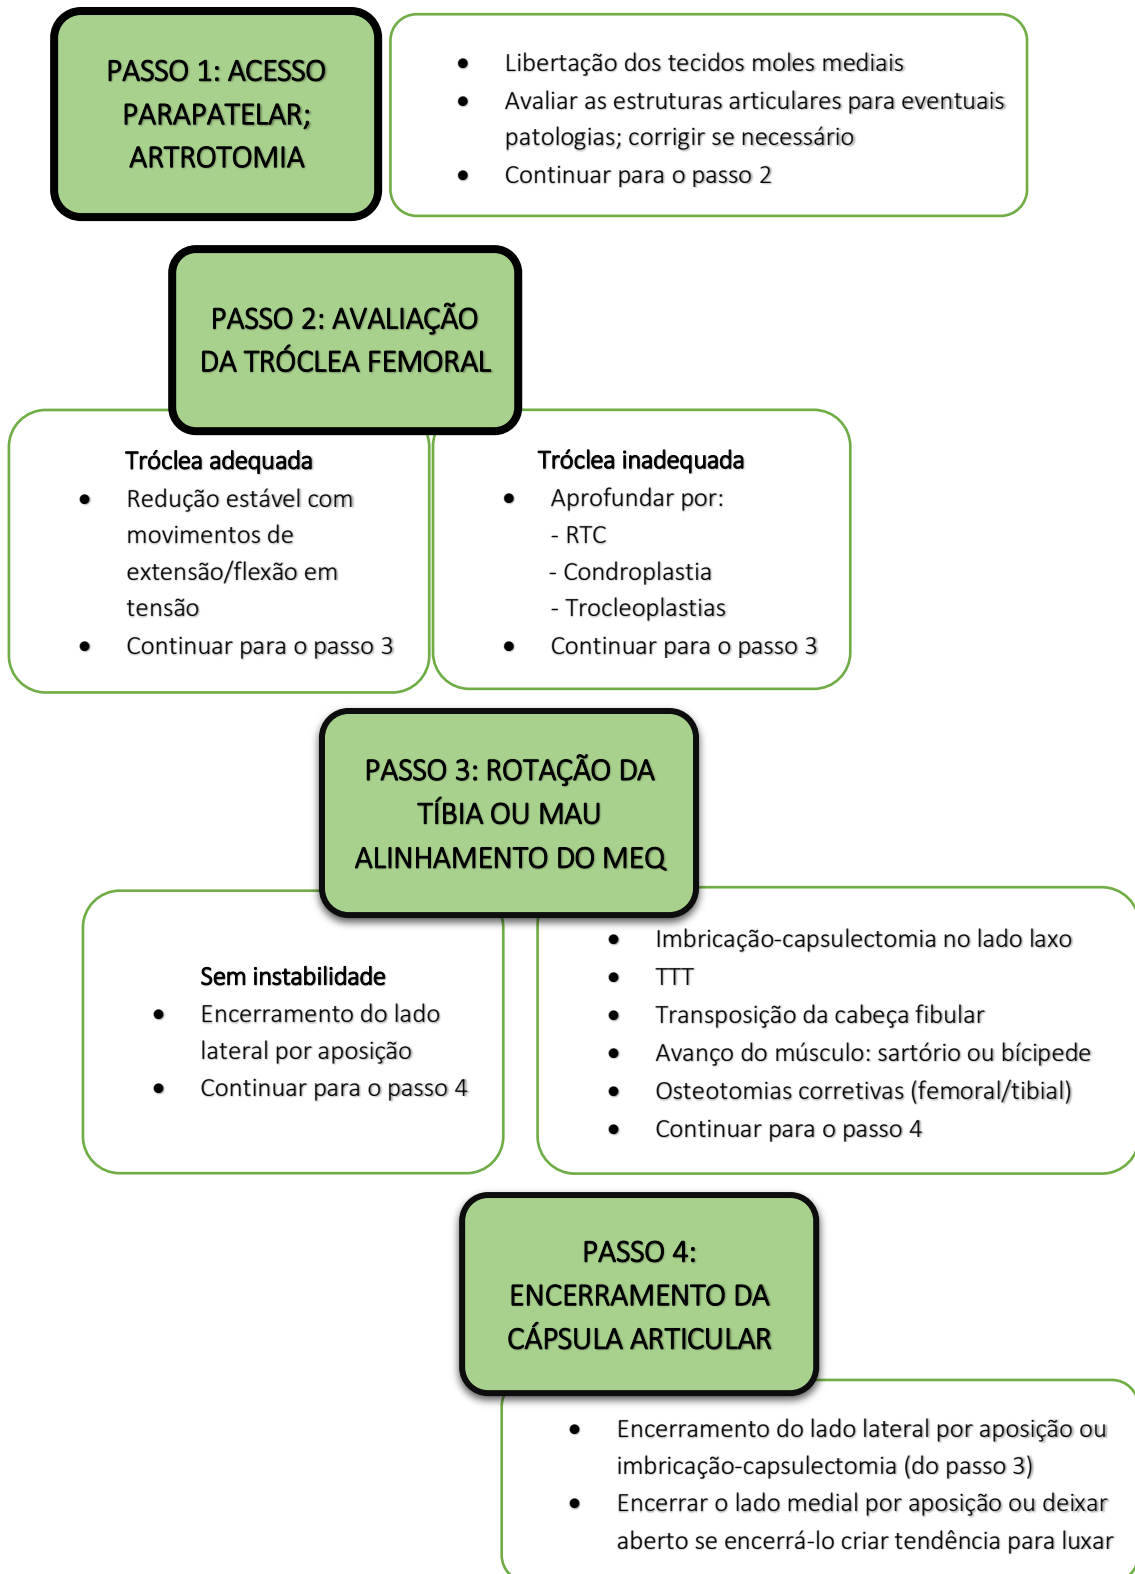 PASSO 1: ACESSO
PARAPATELAR;
ARTROTOMIA
• Libertação dos tecidos moles mediais
• Avaliar as estruturas articulares para eventuais
patologias; corrigir se necessário
• Continuar para o passo 2
PASSO 2: AVALIAÇÃO
DA TRÓCLEA FEMORAL
Tróclea adequada
• Redução estável com
movimentos de
extensão/flexão em
tensão
• Continuar para o passo 3
Tróclea inadequada
• Aprofundar por:
- RTC
- Condroplastia
- Trocleoplastias
• Continuar para o passo 3
PASSO 3: ROTAÇÃO DA
TÍBIA OU MAU
ALINHAMENTO DO MEQ
Sem instabilidade
• Encerramento do lado
lateral por aposição
• Continuar para o passo 4
• Imbricação-capsulectomia no lado laxo
• TTT
• Transposição da cabeça fibular
• Avanço do músculo: sartório ou bícipede
• Osteotomias corretivas (femoral/tibial)
• Continuar para o passo 4
PASSO 4:
ENCERRAMENTO DA
CÁPSULA ARTICULAR
• Encerramento do lado lateral por aposição ou
imbricação-capsulectomia (do passo 3)
• Encerrar o lado medial por aposição ou deixar
aberto se encerrá-lo criar tendência para luxar